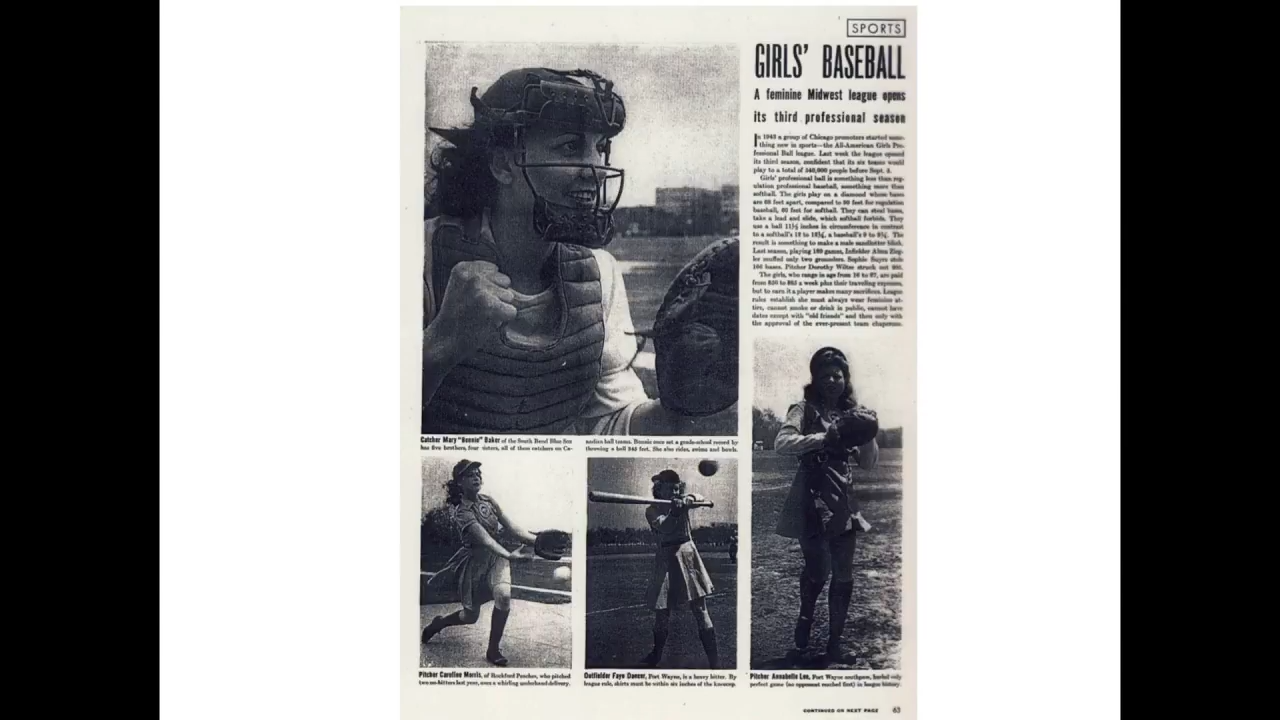 SPORTS
GIRLS' BASEBALL
A feminine Midwest league opens
its third professional season
In 1943 a group of Chicago promoters started some-
thing new in sports—the All-American Girls Pro-
fessional Ball league. Last week the league opened
its third season, confident that its six teams would
play to a total of people before Sept. 3.
Girls' professional ball is something less than reg-
ulation professional baseball, something more than
softball. The girls play on a diamond whose bases
are 68 feet apart, compared to 90 feet for regulation
baseball, 60 feet for softball. They can steal bases,
take a lead and slide, which softball forbids. They
use a ball 11½ inches in circumference in contrast
to a softball's 12 to a baseball's 9 to The
result is something to make a male sandlotter blink.
Last season, playing games, Infielder Alma Zieg-
ler muffed only two grounders. Sophie Kurys stole
166 bases. Pitcher Dorothy Wiltse struck out
The girls, who range in age from 16 to 27, are paid
from $50 to $85 a week plus their traveling expenses,
but to earn it a player makes many sacrifices. League
rules establish she must always wear feminine at-
tire, cannot smoke or drink in public, cannot have
dates except with "old friends" and then only with
the approval of the ever-present team chaperon.
Catcher Mary "Bonnie" Baker of the South Bend Blue Sox
has five brothers, four sisters, all of them catchers on Ca-
nadian ball teams. Bonnie once set a grade-school record by
throwing a ball feet. She also rides, swims and bowls.
Pitcher Carolyn Morris, of Rockford Peaches, who pitched
two no-hitters last year, uses a whirling underhand delivery.
Outfielder Faye Dancer, Fort Wayne, is a heavy hitter. By
league rule, skirts must be within six inches of the kneecap.
Pitcher Annabelle Lee, Fort Wayne southpaw, hurled only
perfect game (no opponent reached first) in league history.
CONTINUED ON NEXT PAGE 63